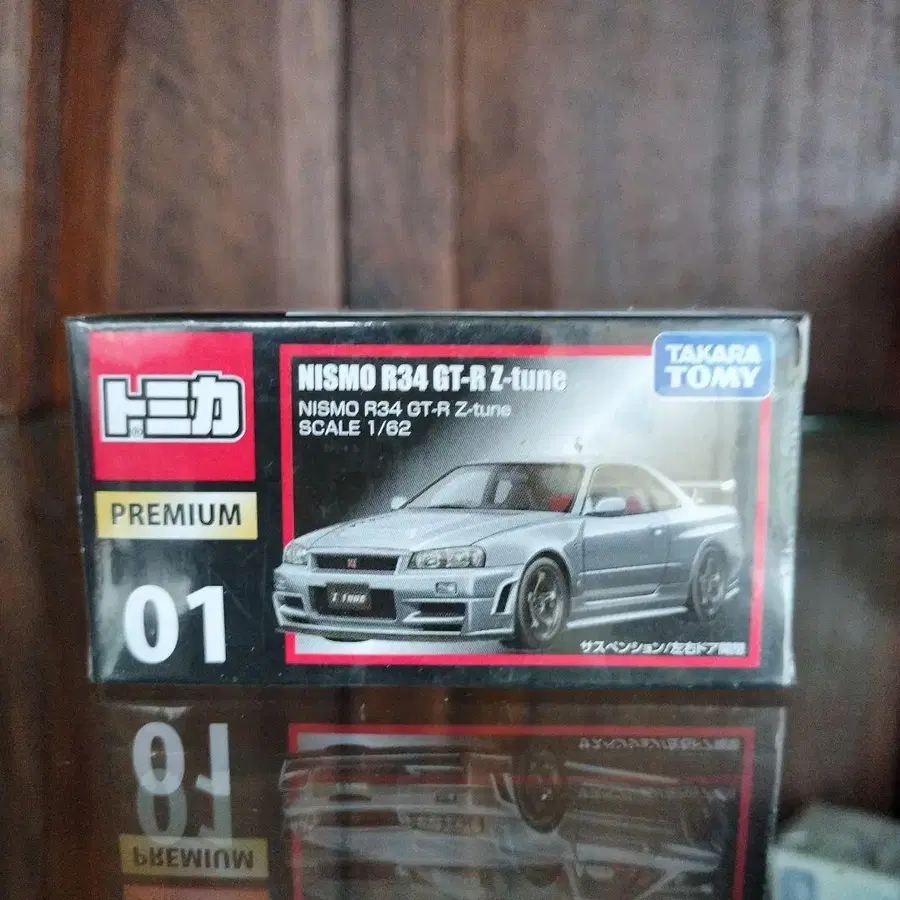 トミカ
PREMIUM
01
NISMO R34 GT-R Z-tune
NISMO R34 GT-R Z-tune
SCALE 1/62
TAKARA
TOMY
Z tune
サスペンション/左右ドア開閉